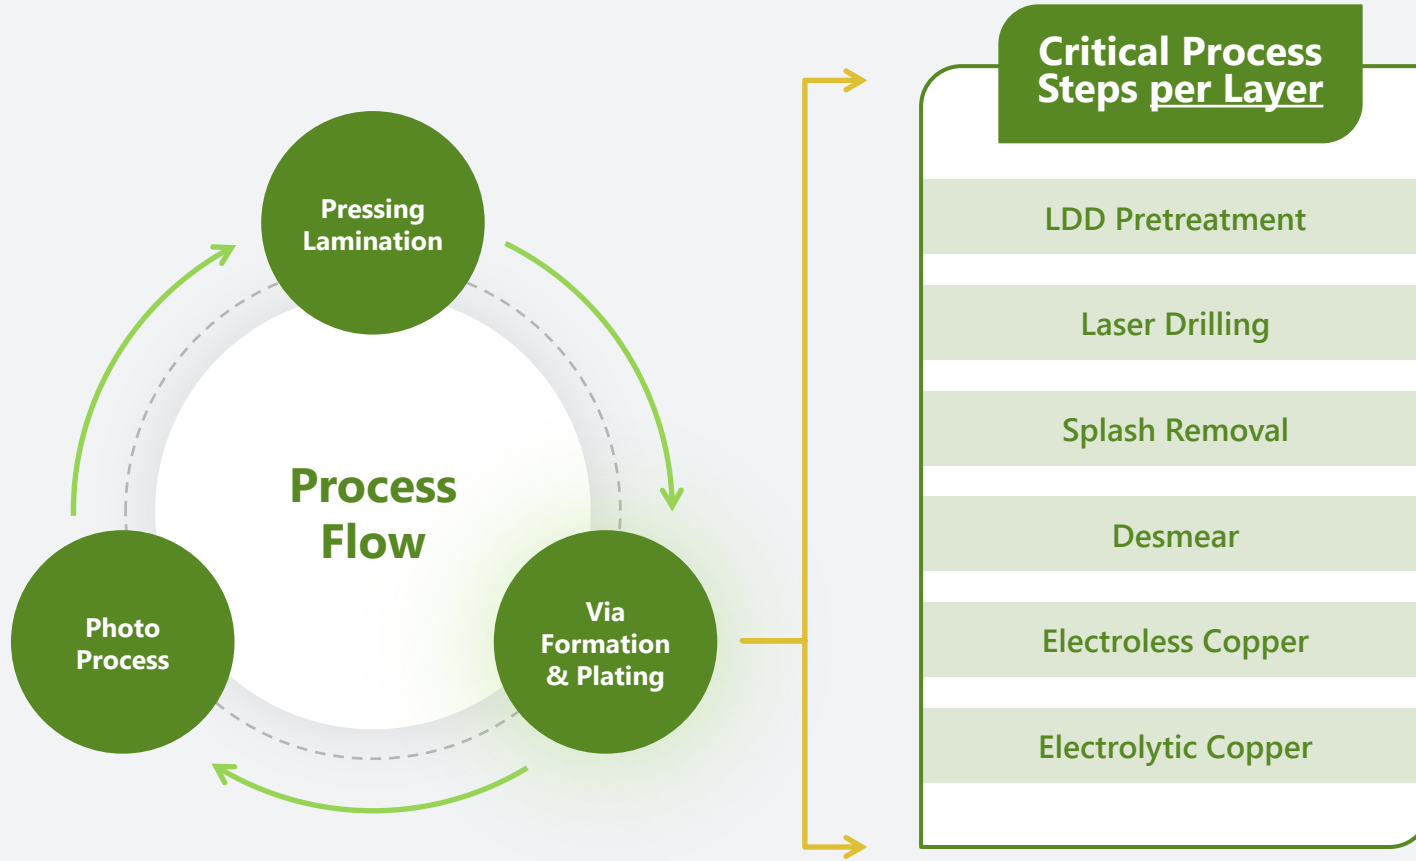 Pressing
Lamination
Process
Flow
Photo
Process
Via
Formation
& Plating
Critical Process
Steps per Layer
LDD Pretreatment
Laser Drilling
Splash Removal
Desmear
Electroless Copper
Electrolytic Copper